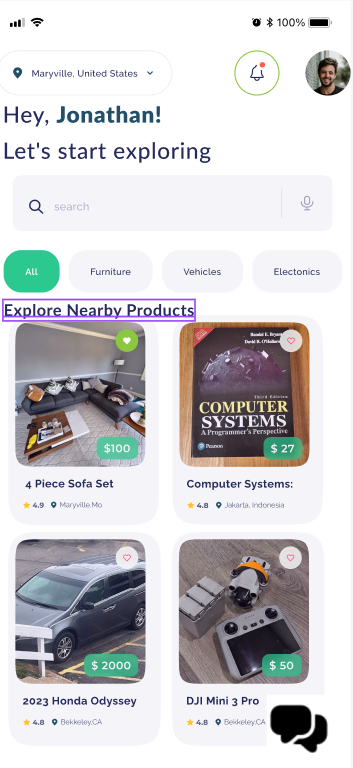 100%
Maryville, United States
Hey, Jonathan!
Let's start exploring
search
All
Furniture
Vehicles
Electonics
Explore Nearby Products
$100
4 Piece Sofa Set
4.9
Maryville.Mo
Randal E. Bryant
David R. O'Hallaron
Third Edition
COMPUTER
SYSTEMS
A Programmer's Perspective
Pearson
$ 27
Computer Systems:
4.8
Jakarta, Indonesia
$ 2000
2023 Honda Odyssey
4.8
Bekkeley,CA
$ 50
DJI Mini 3 Pro
4.8
Bekkeley,CA